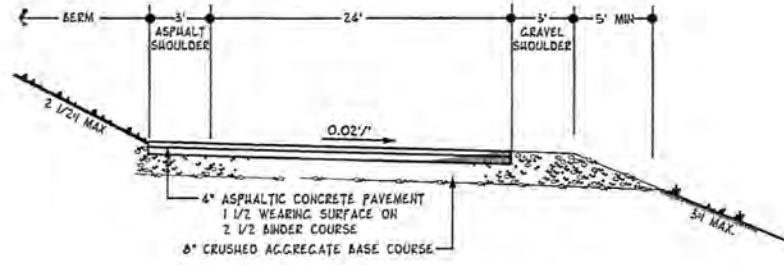 BERM 3' 24' 3' 5' MIN
ASPHALT SHOULDER
GRAVEL SHOULDER
2 1/2:1 MAX.
0.02'/'
4" ASPHALTIC CONCRETE PAVEMENT
1 1/2 WEARING SURFACE ON
2 1/2 BINDER COURSE
8" CRUSHED AGGREGATE BASE COURSE
3:1 MAX.